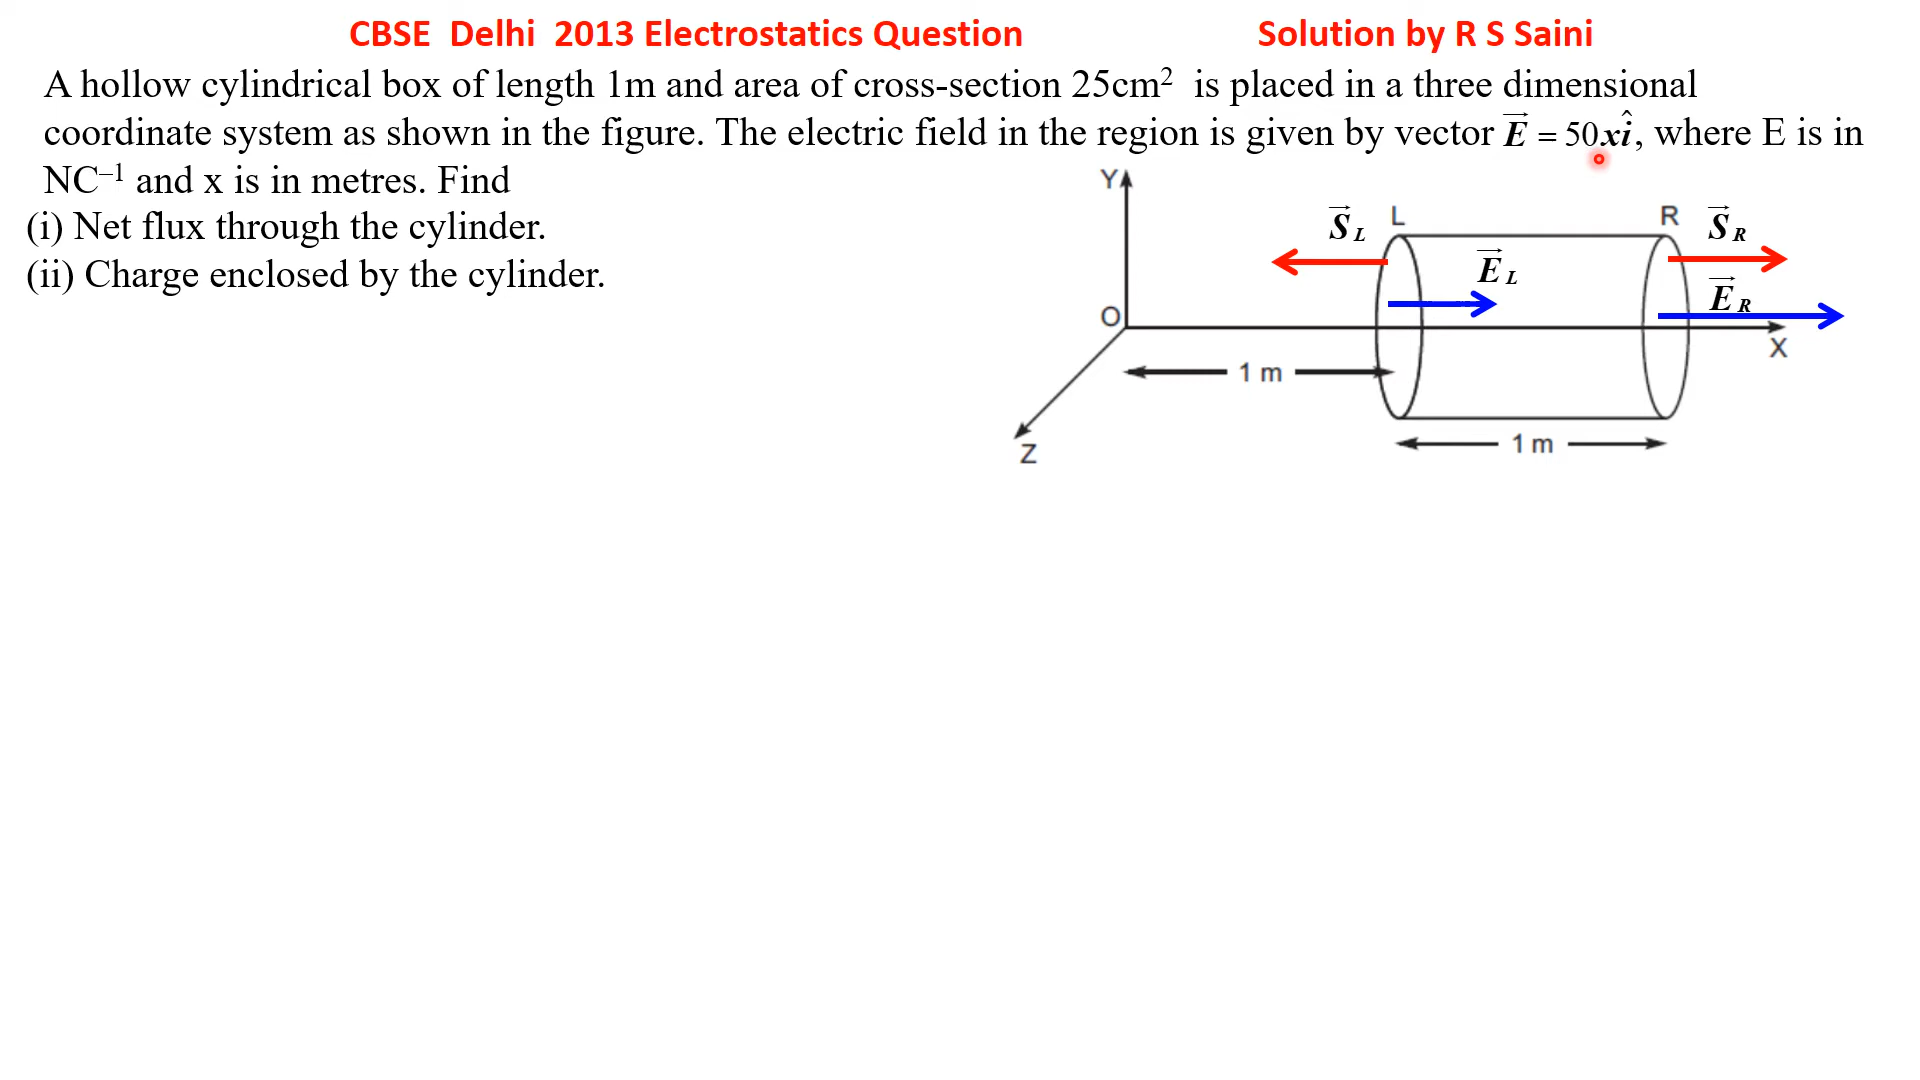 CBSE Delhi 2013 Electrostatics Question Solution by R S Saini
A hollow cylindrical box of length 1m and area of cross-section 25cm² is placed in a three dimensional
coordinate system as shown in the figure. The electric field in the region is given by vector E⃗ = 50xî, where E is in
NC⁻¹ and x is in metres. Find
(i) Net flux through the cylinder.
(ii) Charge enclosed by the cylinder.
Y
S⃗L L R S⃗R
E⃗L E⃗R
O
X
1 m
1 m
Z